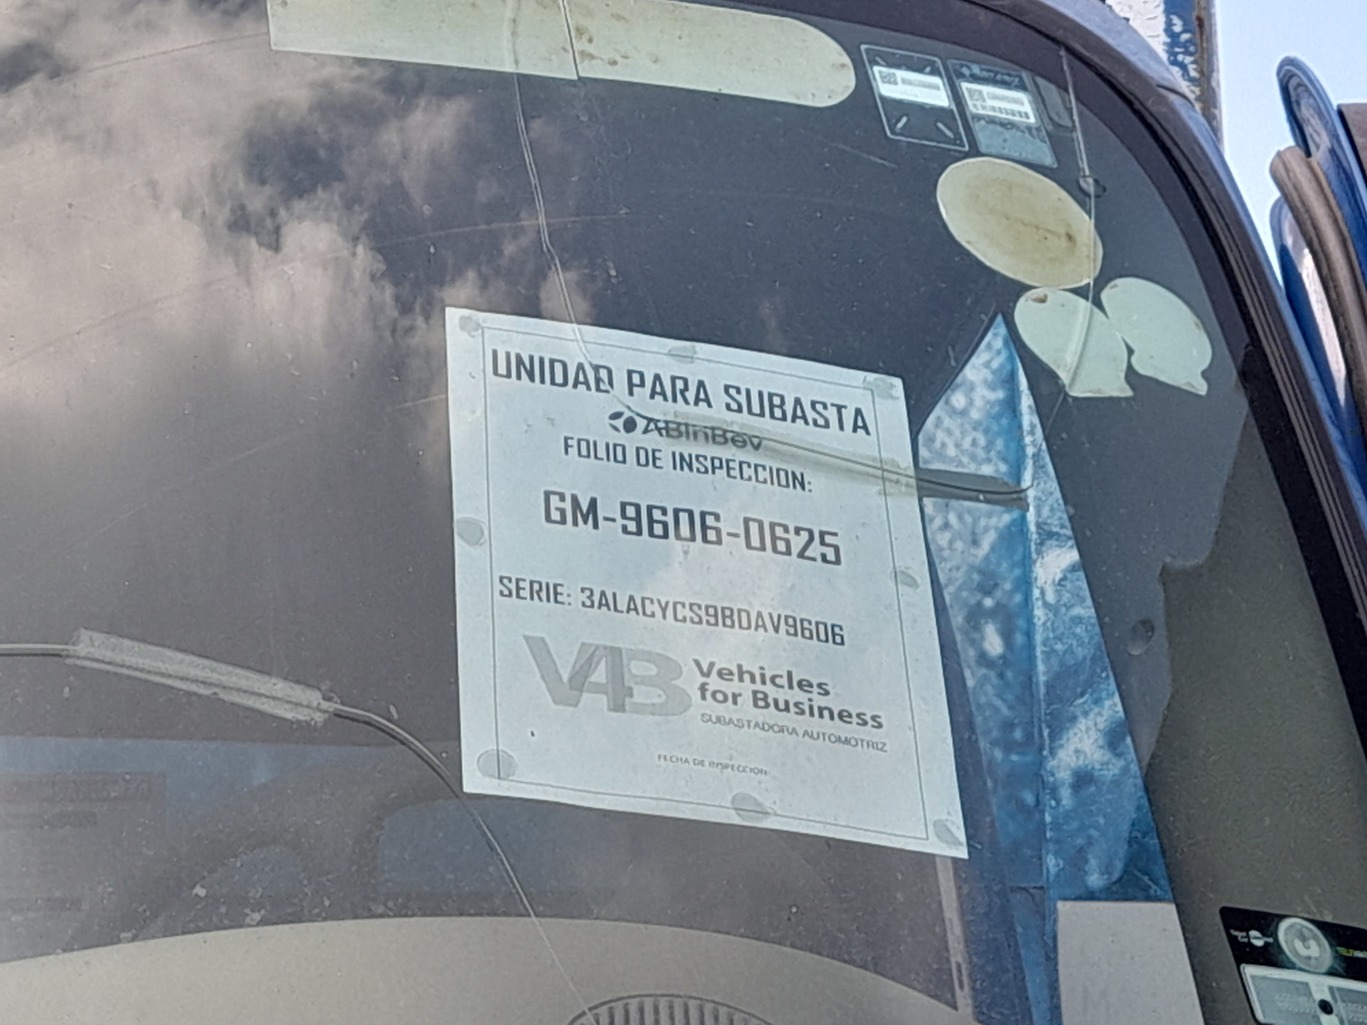 UNIDAD PARA SUBASTA
ABInBev
FOLIO DE INSPECCION:
GM-9606-0625
SERIE: 3ALACYCS9BDAV9606
VAB Vehicles
for Business
SUBASTADORA AUTOMOTRIZ
FECHA DE INSPECCION: